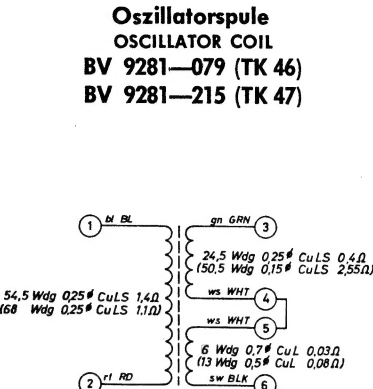 Oszillatorspule
OSCILLATOR COIL
BV 9281—079 (TK 46)
BV 9281—215 (TK 47)
1 bl BL
gn GRN 3
24,5 Wdg 0,25ø CuLS 0,4Ω
(50,5 Wdg 0,15ø CuLS 2,55Ω)
ws WHT 4
54,5 Wdg 0,25ø CuLS 1,4Ω
(68 Wdg 0,25ø CuLS 1,1Ω)
ws WHT 5
6 Wdg 0,7ø CuL 0,03Ω
(13 Wdg 0,5ø CuL 0,08Ω)
2 rt RD
sw BLK 6